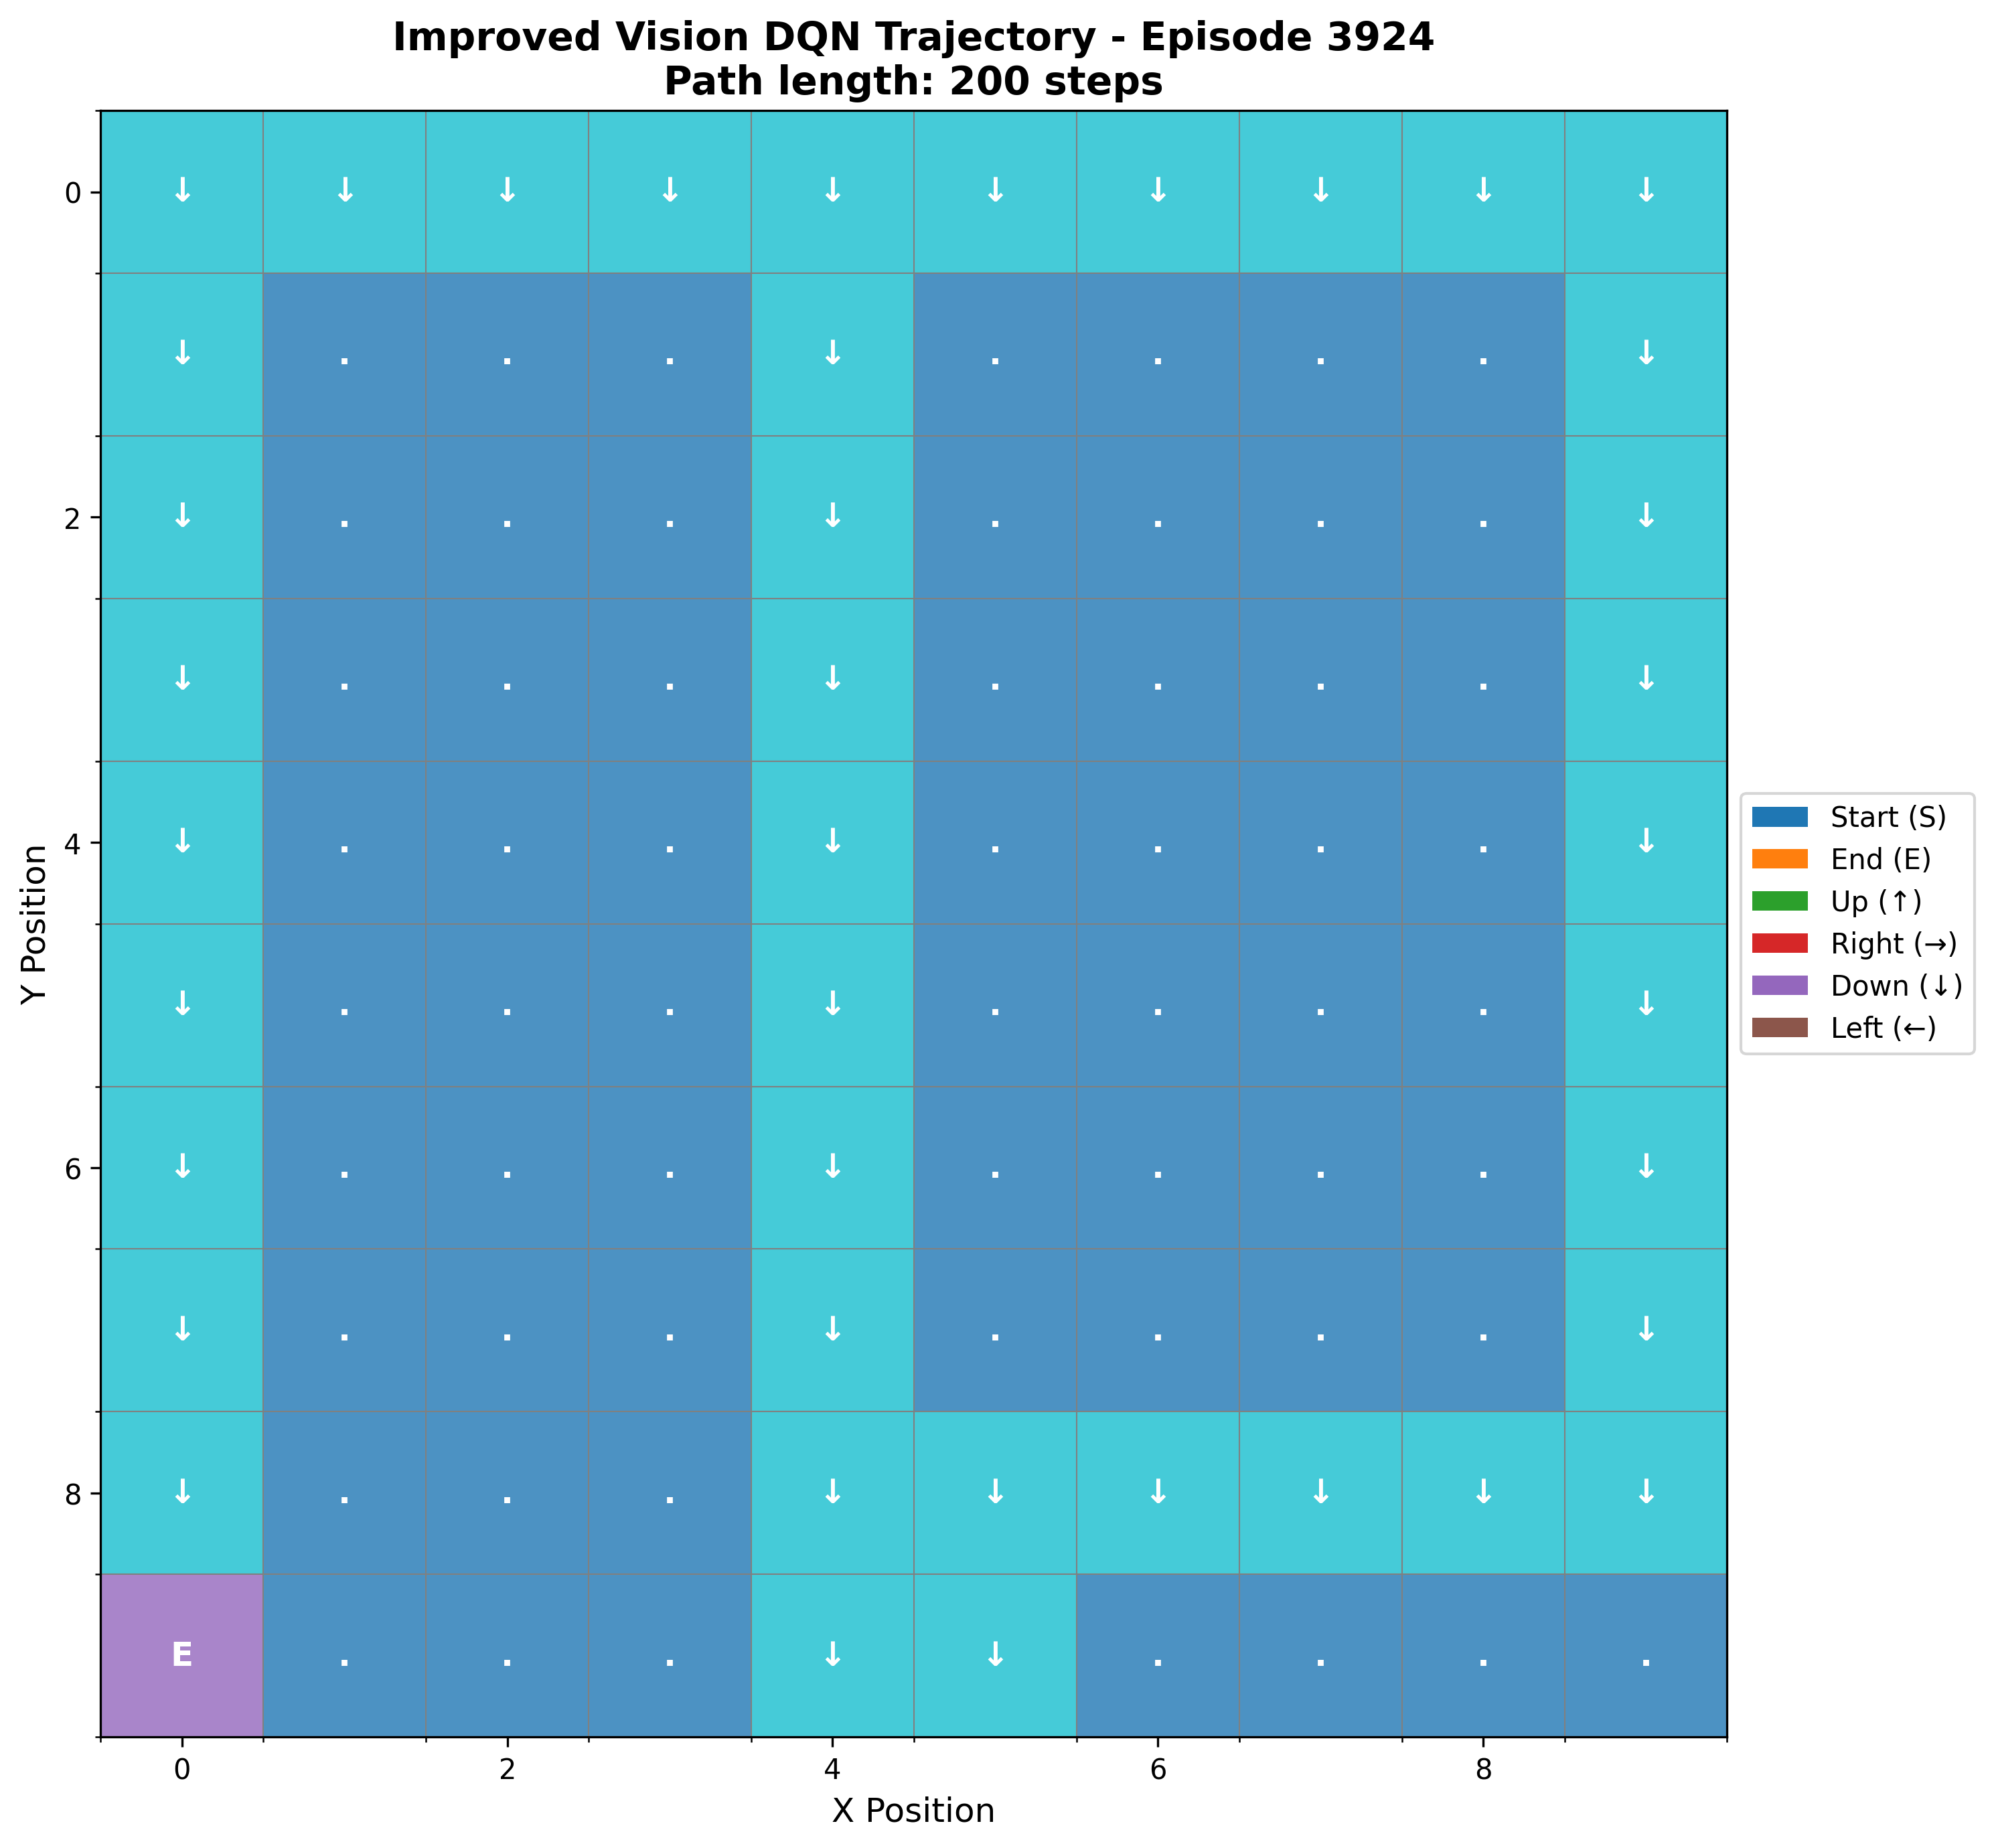 Improved Vision DQN Trajectory - Episode 3924
Path length: 200 steps
0 ↓ ↓ ↓ ↓ ↓ ↓ ↓ ↓ ↓ ↓
↓ . . . ↓ . . . . ↓
2 ↓ . . . ↓ . . . . ↓
↓ . . . ↓ . . . . ↓
4 ↓ . . . ↓ . . . . ↓
↓ . . . ↓ . . . . ↓
6 ↓ . . . ↓ . . . . ↓
↓ . . . ↓ . . . . ↓
8 ↓ . . . ↓ ↓ ↓ ↓ ↓ ↓
E . . . ↓ ↓ . . . .
0 2 4 6 8
X Position
Y Position
Start (S)
End (E)
Up (↑)
Right (→)
Down (↓)
Left (←)